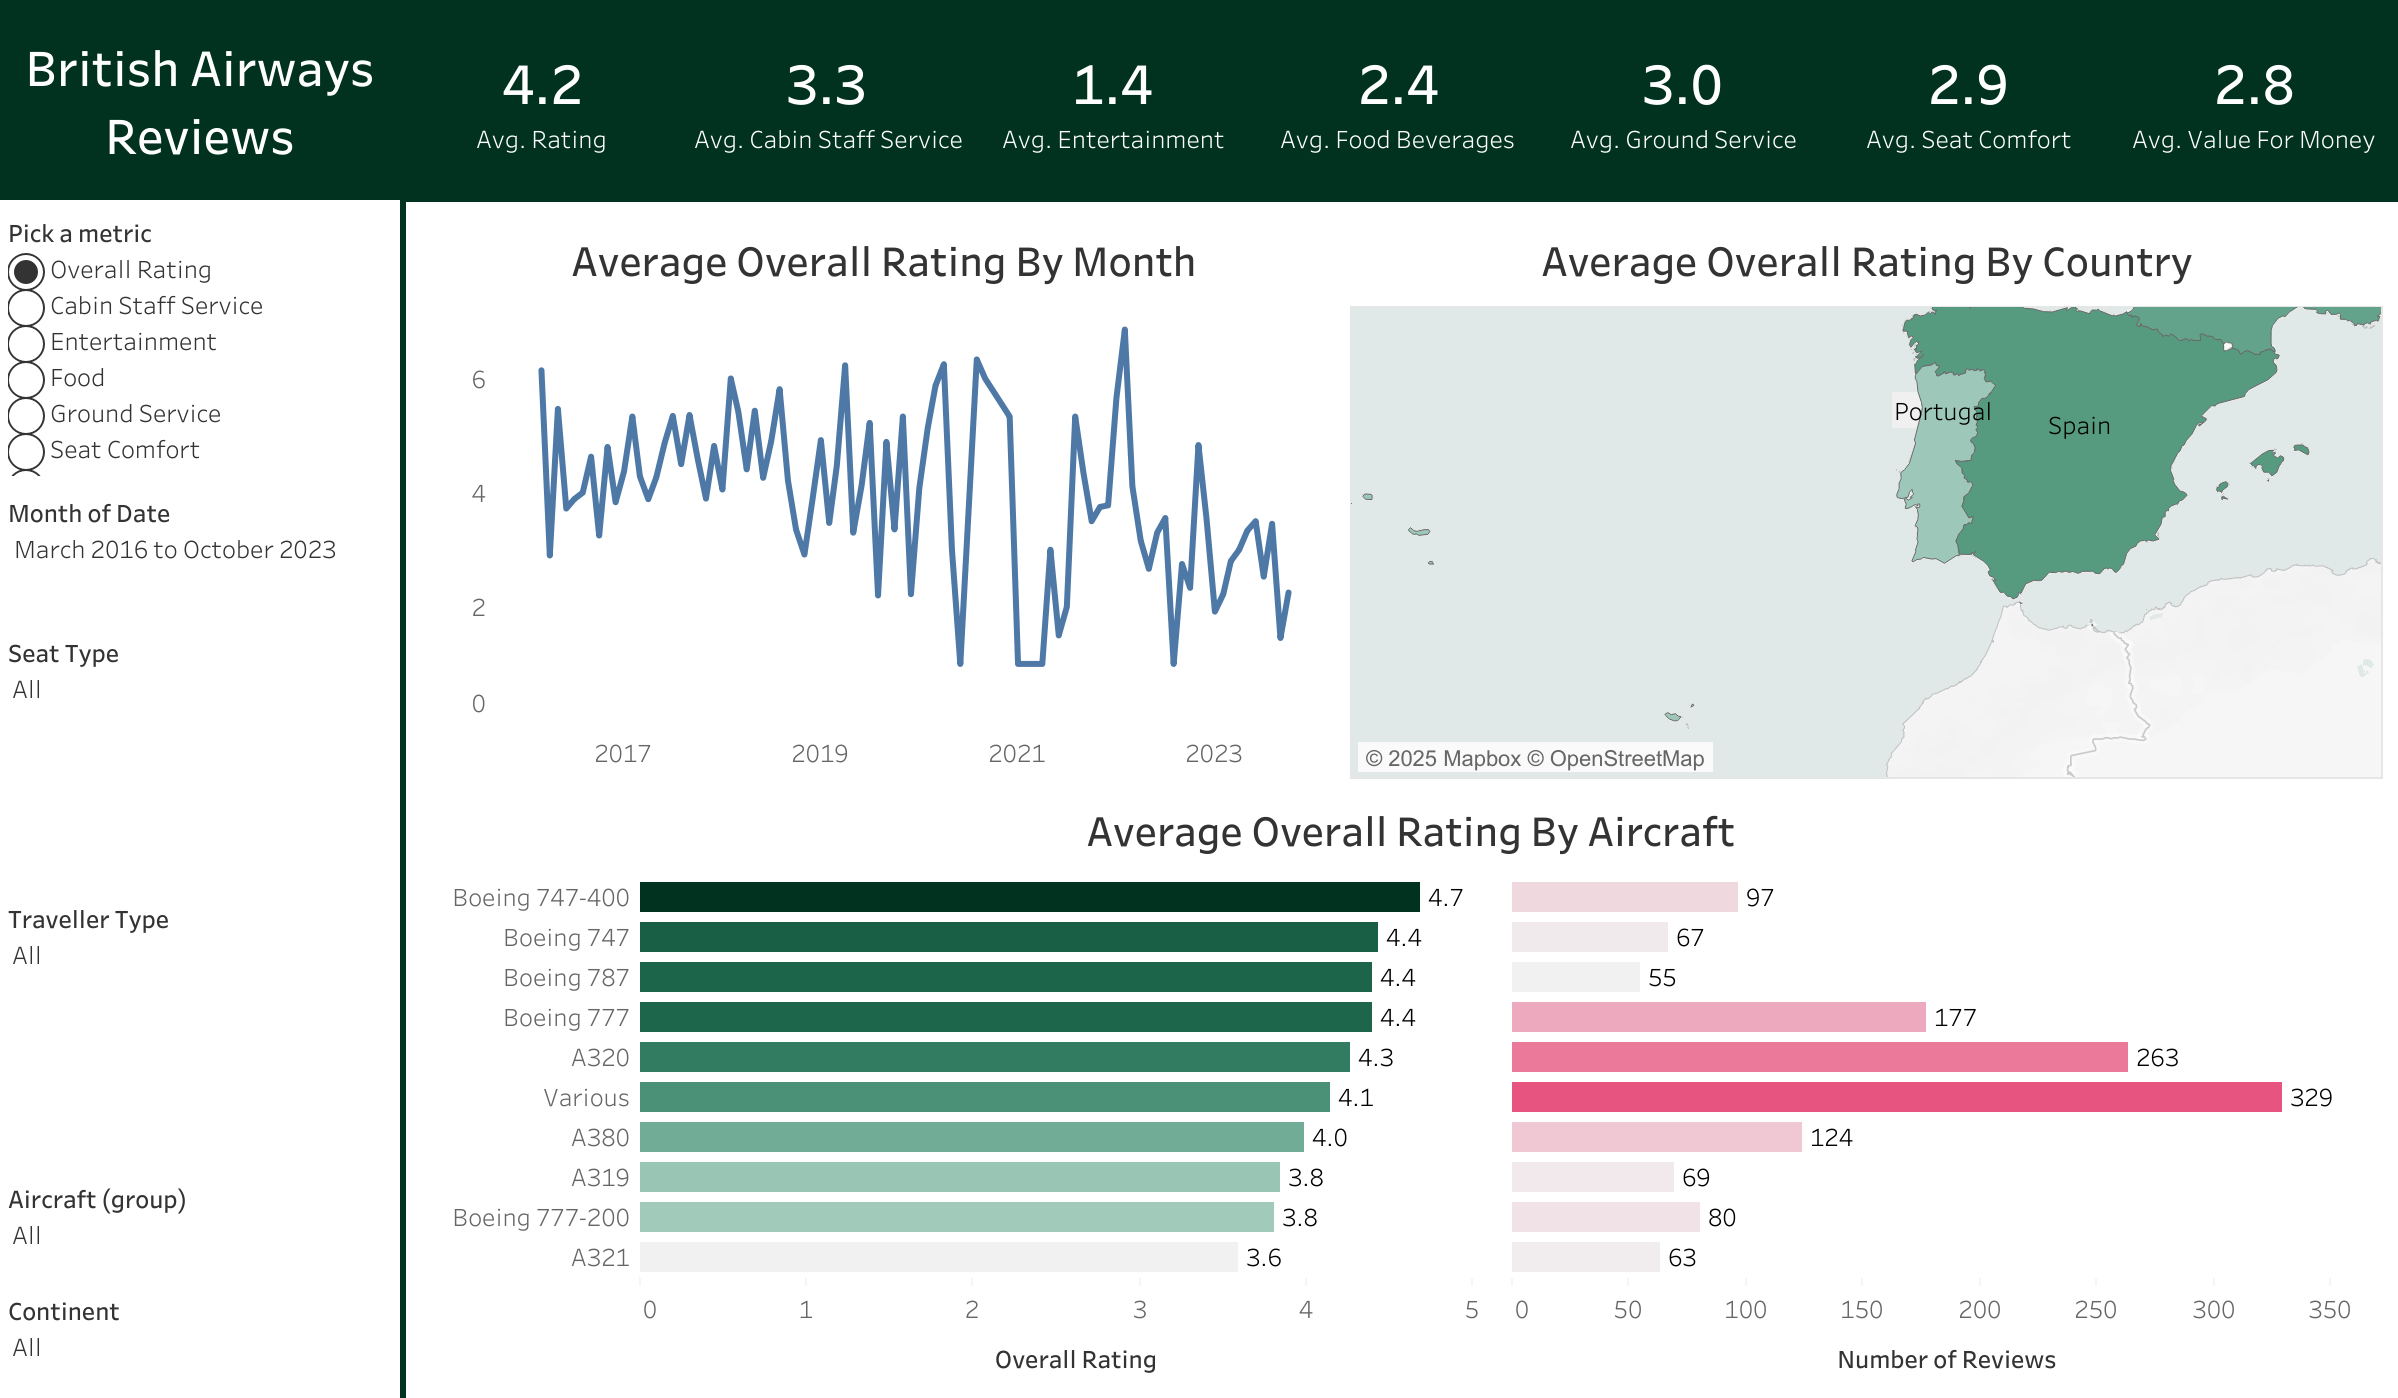 British Airways
Reviews
4.2
Avg. Rating
3.3
Avg. Cabin Staff Service
1.4
Avg. Entertainment
2.4
Avg. Food Beverages
3.0
Avg. Ground Service
2.9
Avg. Seat Comfort
2.8
Avg. Value For Money
Pick a metric
Overall Rating
Cabin Staff Service
Entertainment
Food
Ground Service
Seat Comfort
Month of Date
March 2016 to October 2023
Seat Type
All
Traveller Type
All
Aircraft (group)
All
Continent
All
Average Overall Rating By Month
6
4
2
0
2017 2019 2021 2023
Average Overall Rating By Country
Portugal
Spain
© 2025 Mapbox © OpenStreetMap
Average Overall Rating By Aircraft
Boeing 747-400 4.7 97
Boeing 747 4.4 67
Boeing 787 4.4 55
Boeing 777 4.4 177
A320 4.3 263
Various 4.1 329
A380 4.0 124
A319 3.8 69
Boeing 777-200 3.8 80
A321 3.6 63
0 1 2 3 4 5 0 50 100 150 200 250 300 350
Overall Rating Number of Reviews